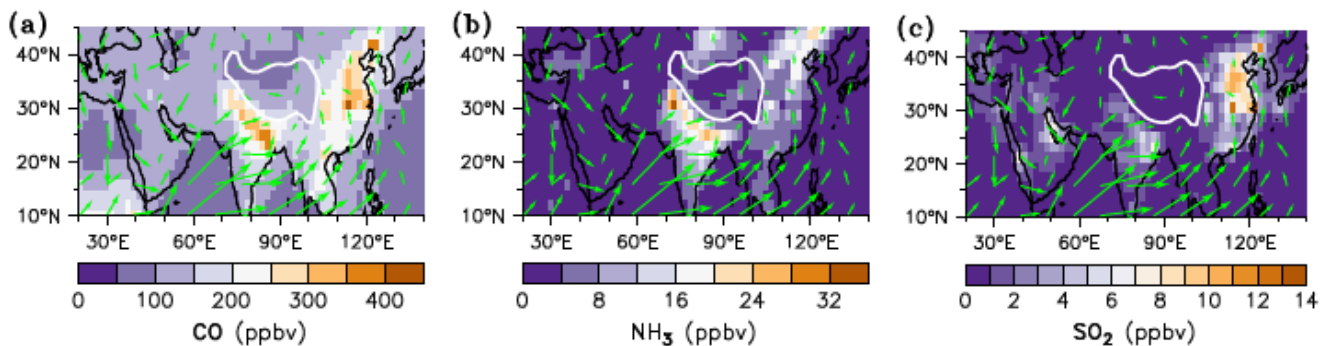 (a) (b) (c)
40°N 40°N 40°N
30°N 30°N 30°N
20°N 20°N 20°N
10°N 10°N 10°N
30°E 60°E 90°E 120°E 30°E 60°E 90°E 120°E 30°E 60°E 90°E 120°E
0 100 200 300 400 0 8 16 24 32 0 2 4 6 8 10 12 14
CO (ppbv) NH₃ (ppbv) SO₂ (ppbv)